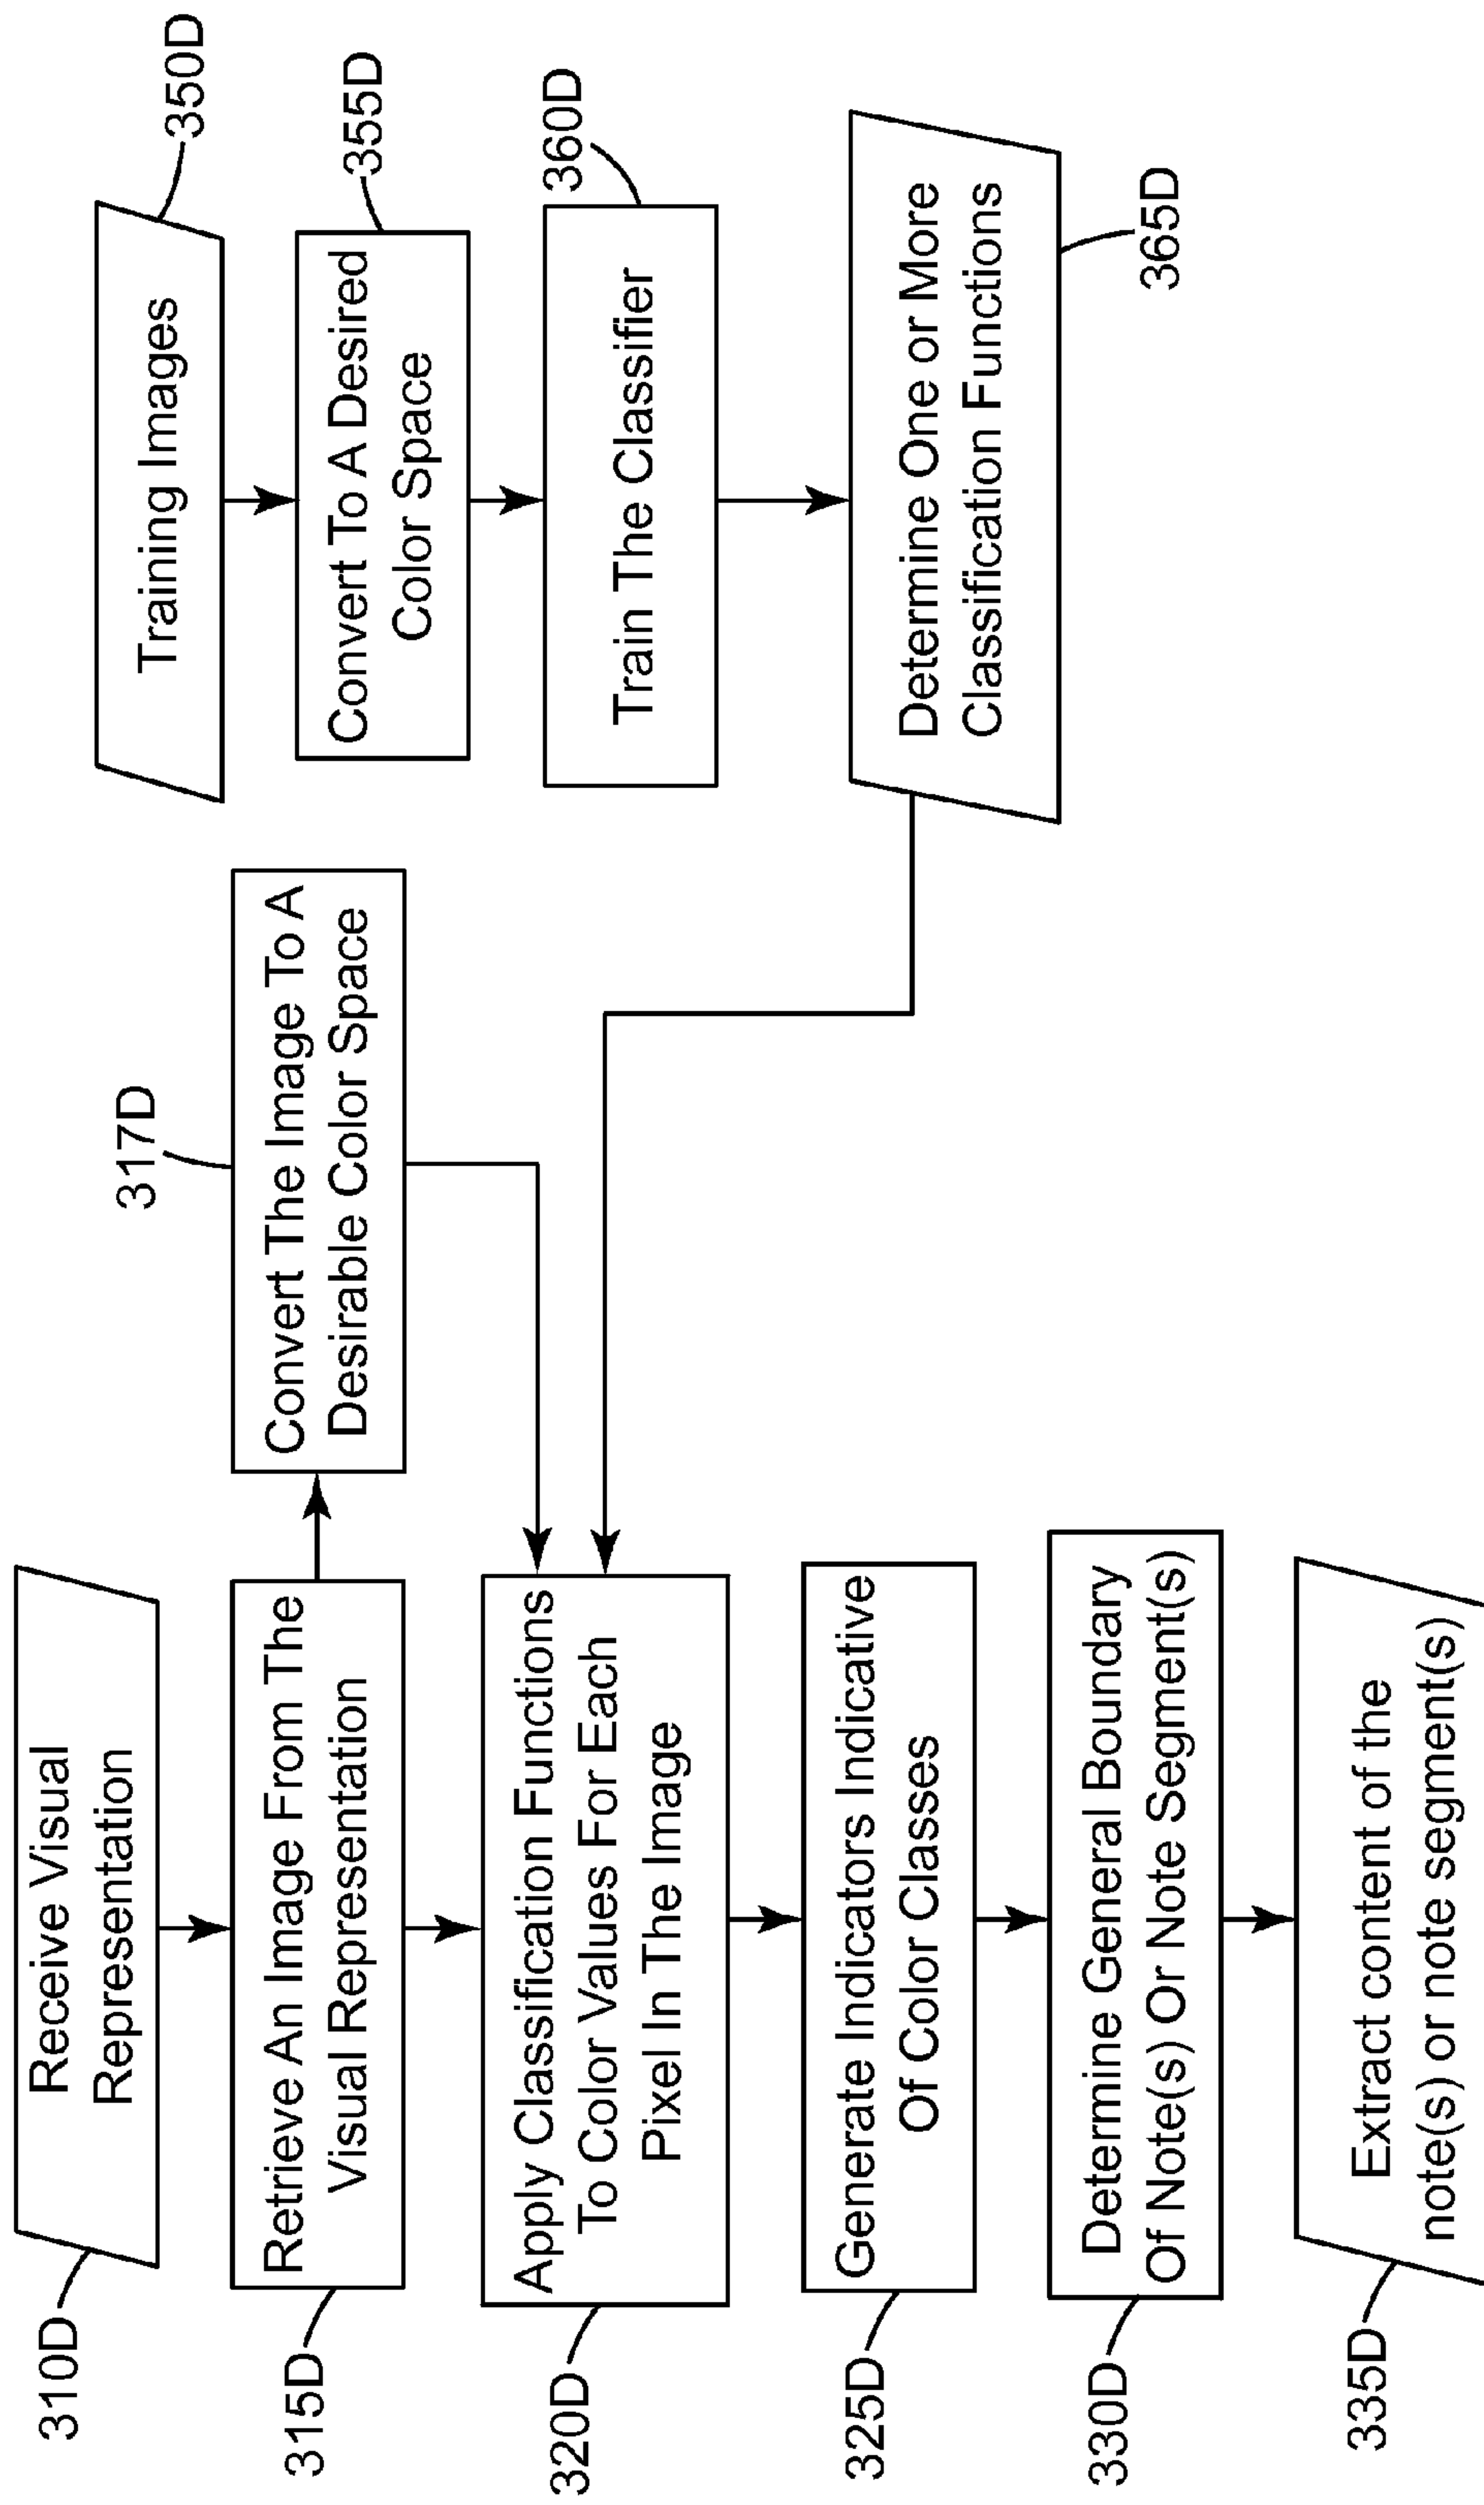 310D
Receive Visual
Representation
315D
Retrieve An Image From The
Visual Representation
317D
Convert The Image To A
Desirable Color Space
320D
Apply Classification Functions
To Color Values For Each
Pixel In The Image
325D
Generate Indicators Indicative
Of Color Classes
330D
Determine General Boundary
Of Note(s) Or Note Segment(s)
335D
Extract content of the
note(s) or note segment(s)
Training Images
350D
Convert To A Desired
Color Space
355D
Train The Classifier
360D
Determine One or More
Classification Functions
365D